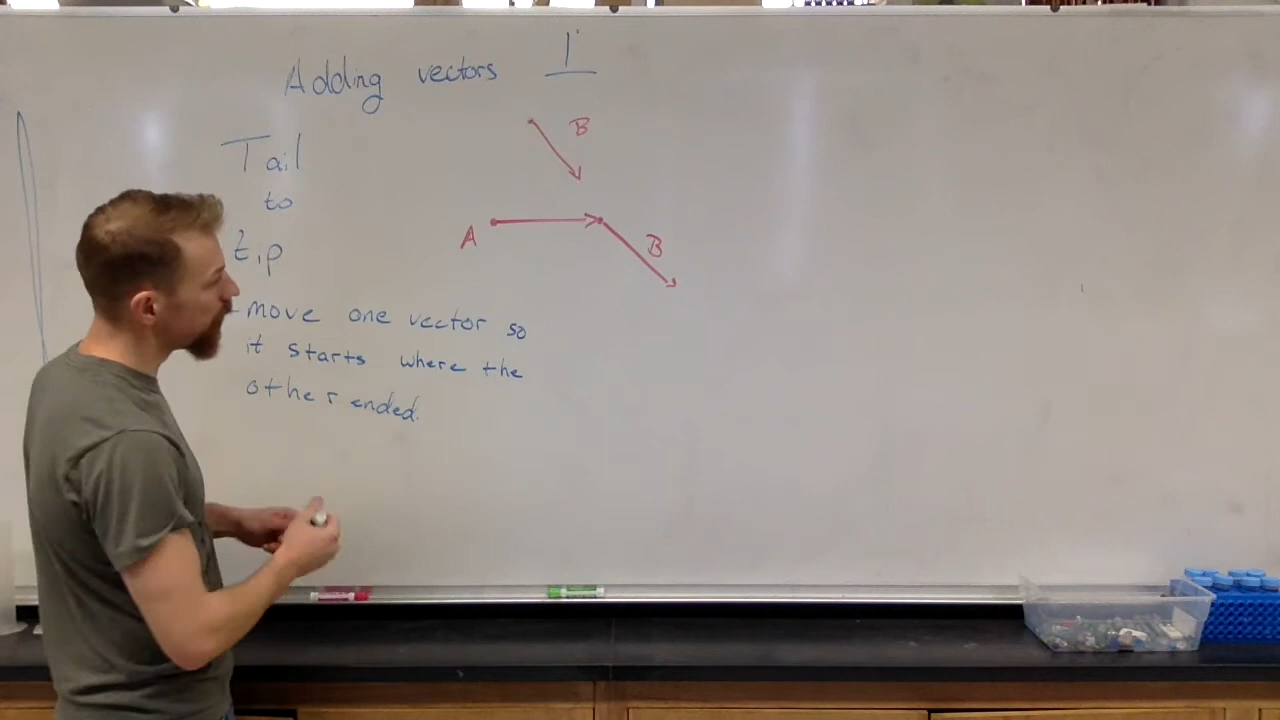 Adding vectors 1
Tail
to
tip
- move one vector so
it starts where the
other ended.
B
A
B